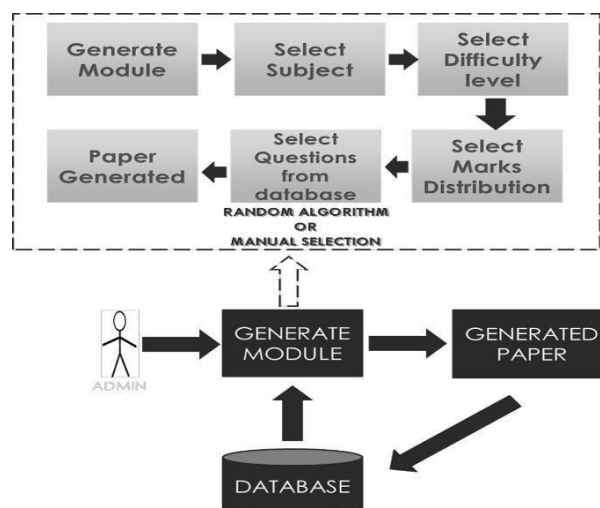 Generate
Module
Select
Subject
Select
Difficulty
level
Paper
Generated
Select
Questions
from
database
Select
Marks
Distribution
RANDOM ALGORITHM
OR
MANUAL SELECTION
ADMIN
GENERATE
MODULE
GENERATED
PAPER
DATABASE